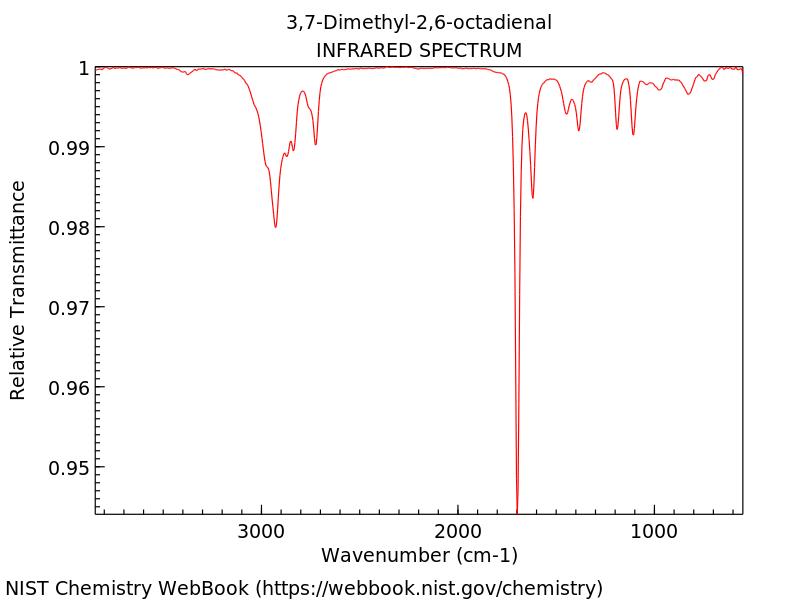 3,7-Dimethyl-2,6-octadienal
INFRARED SPECTRUM
1
0.99
0.98
0.97
0.96
0.95
Relative Transmittance
3000 2000 1000
Wavenumber (cm-1)
NIST Chemistry WebBook (https://webbook.nist.gov/chemistry)